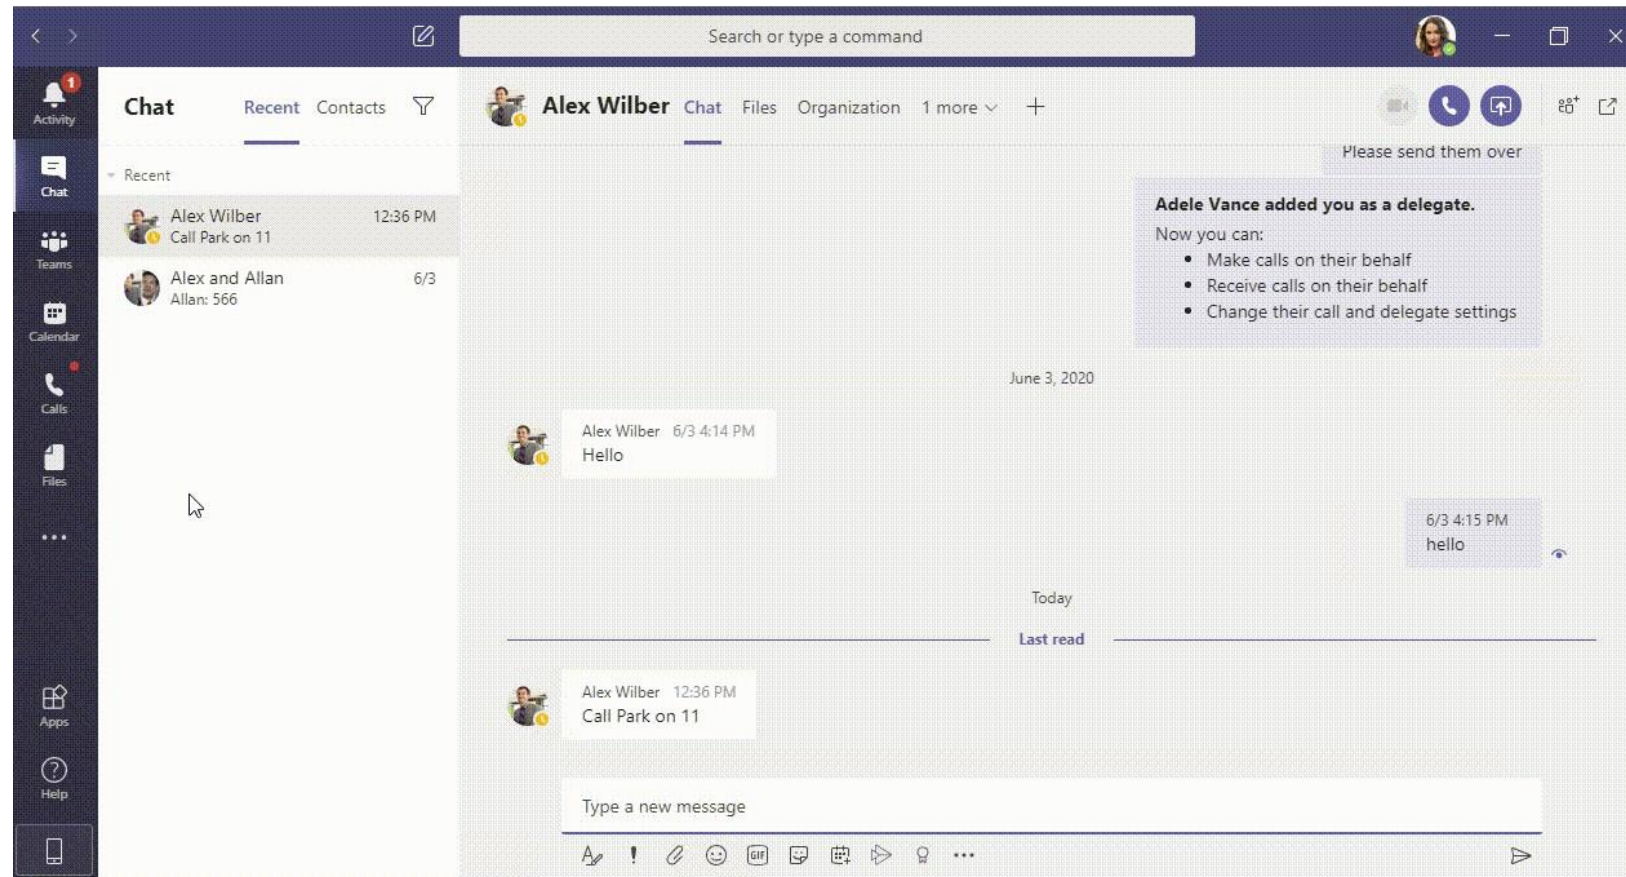 Search or type a command
1
Activity
Chat
Teams
Calendar
Calls
Files
Apps
Help
Chat Recent Contacts
Recent
Alex Wilber 12:36 PM
Call Park on 11
Alex and Allan 6/3
Allan: 566
Alex Wilber Chat Files Organization 1 more
Please send them over
Adele Vance added you as a delegate.
Now you can:
• Make calls on their behalf
• Receive calls on their behalf
• Change their call and delegate settings
June 3, 2020
Alex Wilber 6/3 4:14 PM
Hello
6/3 4:15 PM
hello
Today
Last read
Alex Wilber 12:36 PM
Call Park on 11
Type a new message
GIF